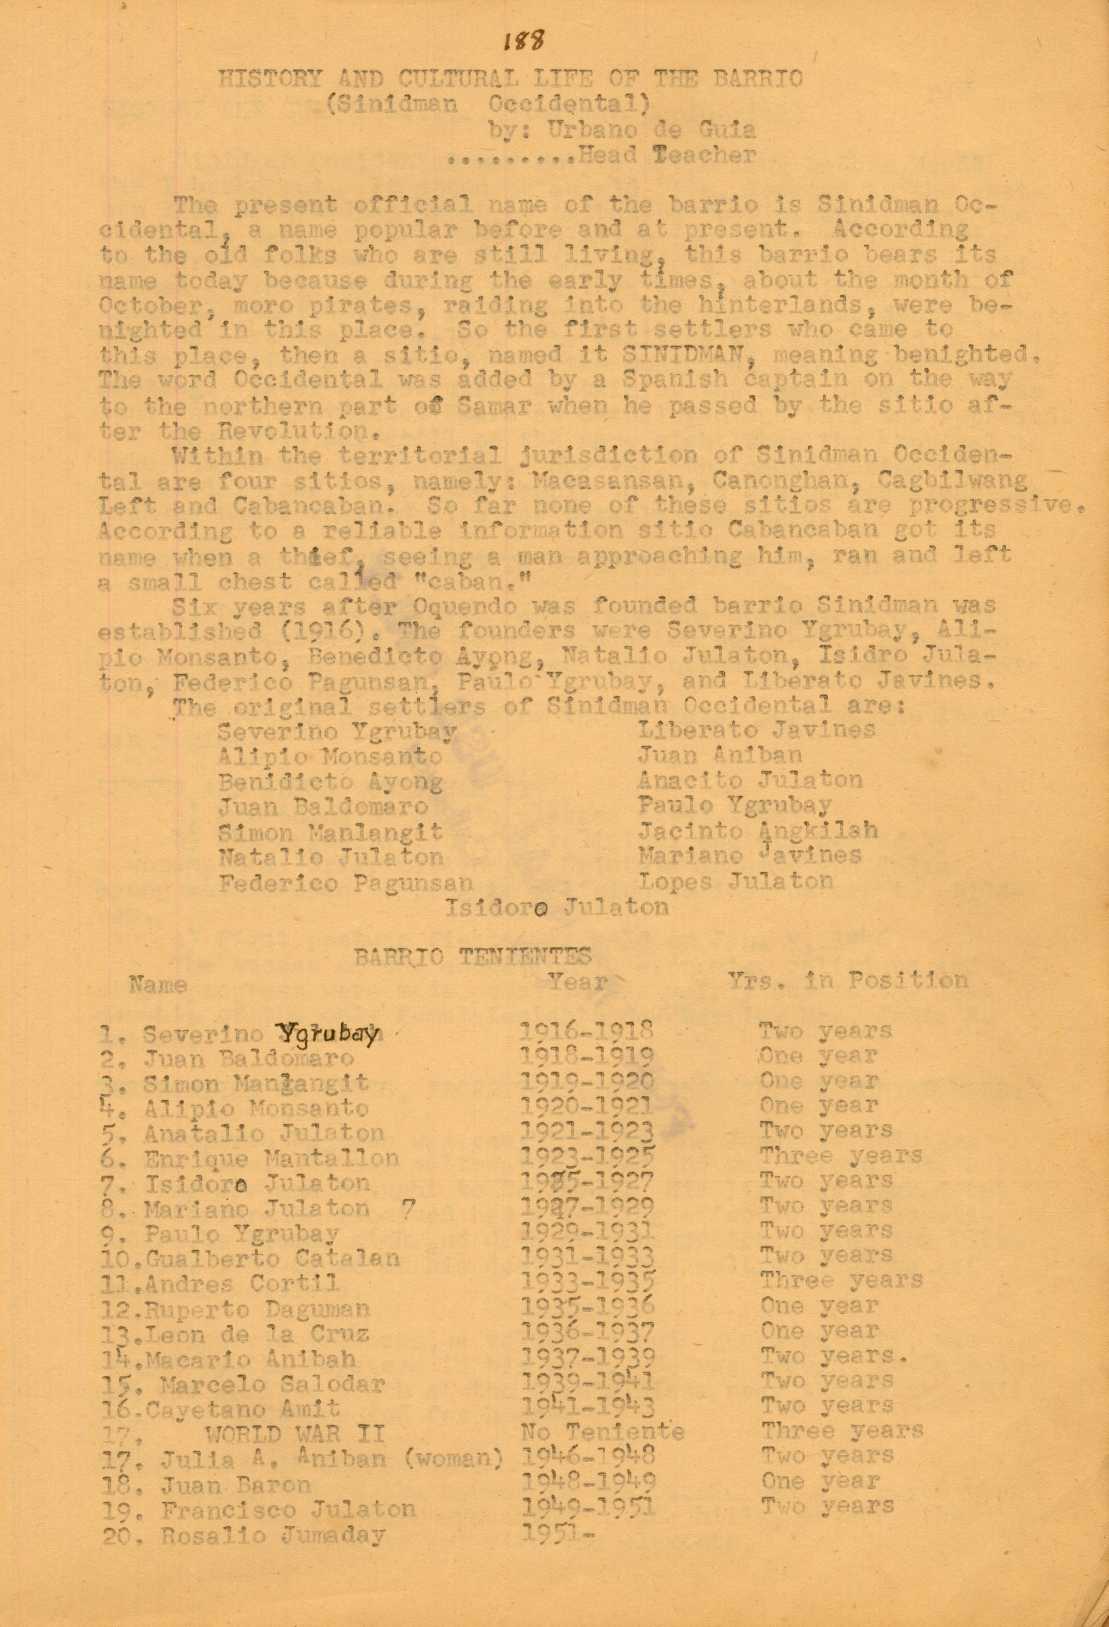 188
HISTORY AND CULTURAL LIFE OF THE BARRIO
(Sinidman Occidental)
by: Urbano de Guia
.........Head Teacher
The present official name of the barrio is Sinidman Oc-
cidental, a name popular before and at present. According
to the old folks who are still living, this barrio bears its
name today because during the early times, about the month of
October, moro pirates, raiding into the hinterlands, were be-
nighted in this place. So the first settlers who came to
this place, then a sitio, named it SINIDMAN, meaning benighted.
The word Occidental was added by a Spanish captain on the way
to the northern part of Samar when he passed by the sitio af-
ter the Revolution.
Within the territorial jurisdiction of Sinidman Occiden-
tal are four sitios, namely: Macasansan, Canonghan, Cagbilwang
Left and Cabancaban. So far none of these sitios are progressive.
According to a reliable information sitio Cabancaban got its
name when a thief, seeing a man approaching him, ran and left
a small chest called "caban."
Six years after Oquendo was founded barrio Sinidman was
established (1916). The founders were Severino Ygrubay, Ali-
pio Monsanto, Benedicto Ayong, Natalio Julaton, Isidro Jula-
ton, Federico Pagunsan, Paulo Ygrubay, and Liberato Javines.
The original settlers of Sinidman Occidental are:
Severino Ygrubay Liberato Javines
Alipio Monsanto Juan Aniban
Benidicto Ayong Anacito Julaton
Juan Baldomaro Paulo Ygrubay
Simon Manlangit Jacinto Angkilah
Natalio Julaton Mariano Javines
Federico Pagunsan Lopes Julaton
Isidoro Julaton
BARRIO TENIENTES
Name Year Yrs. in Position
1. Severino Ygrubay 1916-1918 Two years
2. Juan Baldomaro 1918-1919 One year
3. Simon Manlangit 1919-1920 One year
4. Alipio Monsanto 1920-1921 One year
5. Anatalio Julaton 1921-1923 Two years
6. Enrique Mantallon 1923-1925 Three years
7. Isidoro Julaton 1925-1927 Two years
8. Mariano Julaton 7 1927-1929 Two years
9. Paulo Ygrubay 1929-1931 Two years
10.Gualberto Catalan 1931-1933 Two years
11.Andres Cortil 1933-1935 Three years
12.Ruperto Daguman 1935-1936 One year
13.Leon de la Cruz 1936-1937 One year
14.Macario Anibah 1937-1939 Two years.
15. Marcelo Salodar 1939-1941 Two years
16.Cayetano Amit 1941-1943 Two years
17. WORLD WAR II No Teniente Three years
17. Julia A. Aniban (woman) 1946-1948 Two years
18. Juan Baron 1948-1949 One year
19. Francisco Julaton 1949-1951 Two years
20. Rosalio Jumaday 1951-